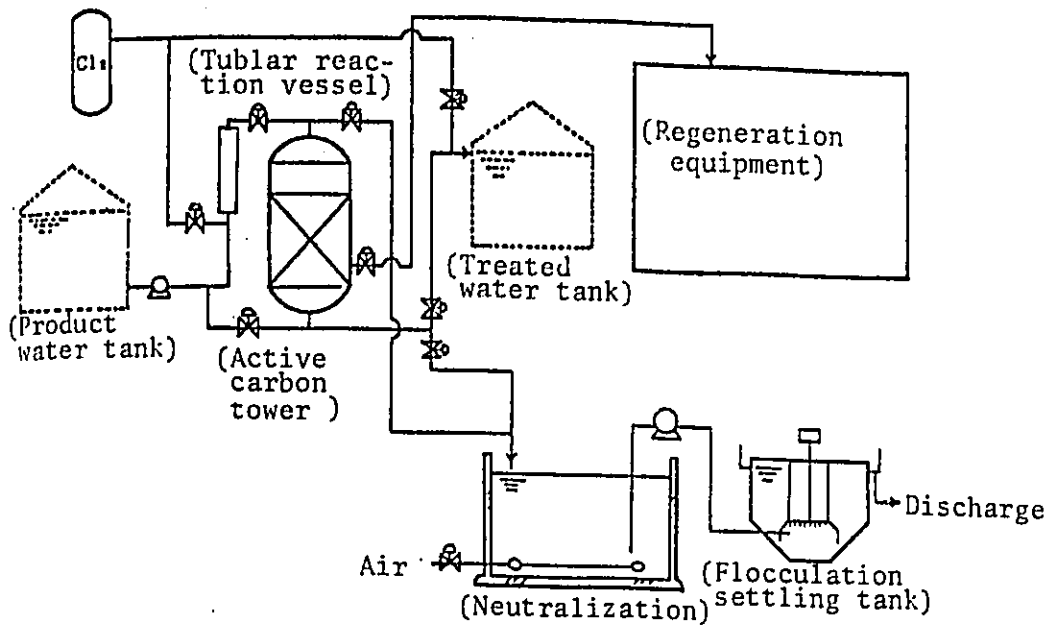 Cl₂
(Tublar reac-
tion vessel)
(Regeneration
equipment)
(Treated
water tank)
(Product
water tank)
(Active
carbon
tower )
Discharge
Air
(Neutralization)
(Flocculation
settling tank)